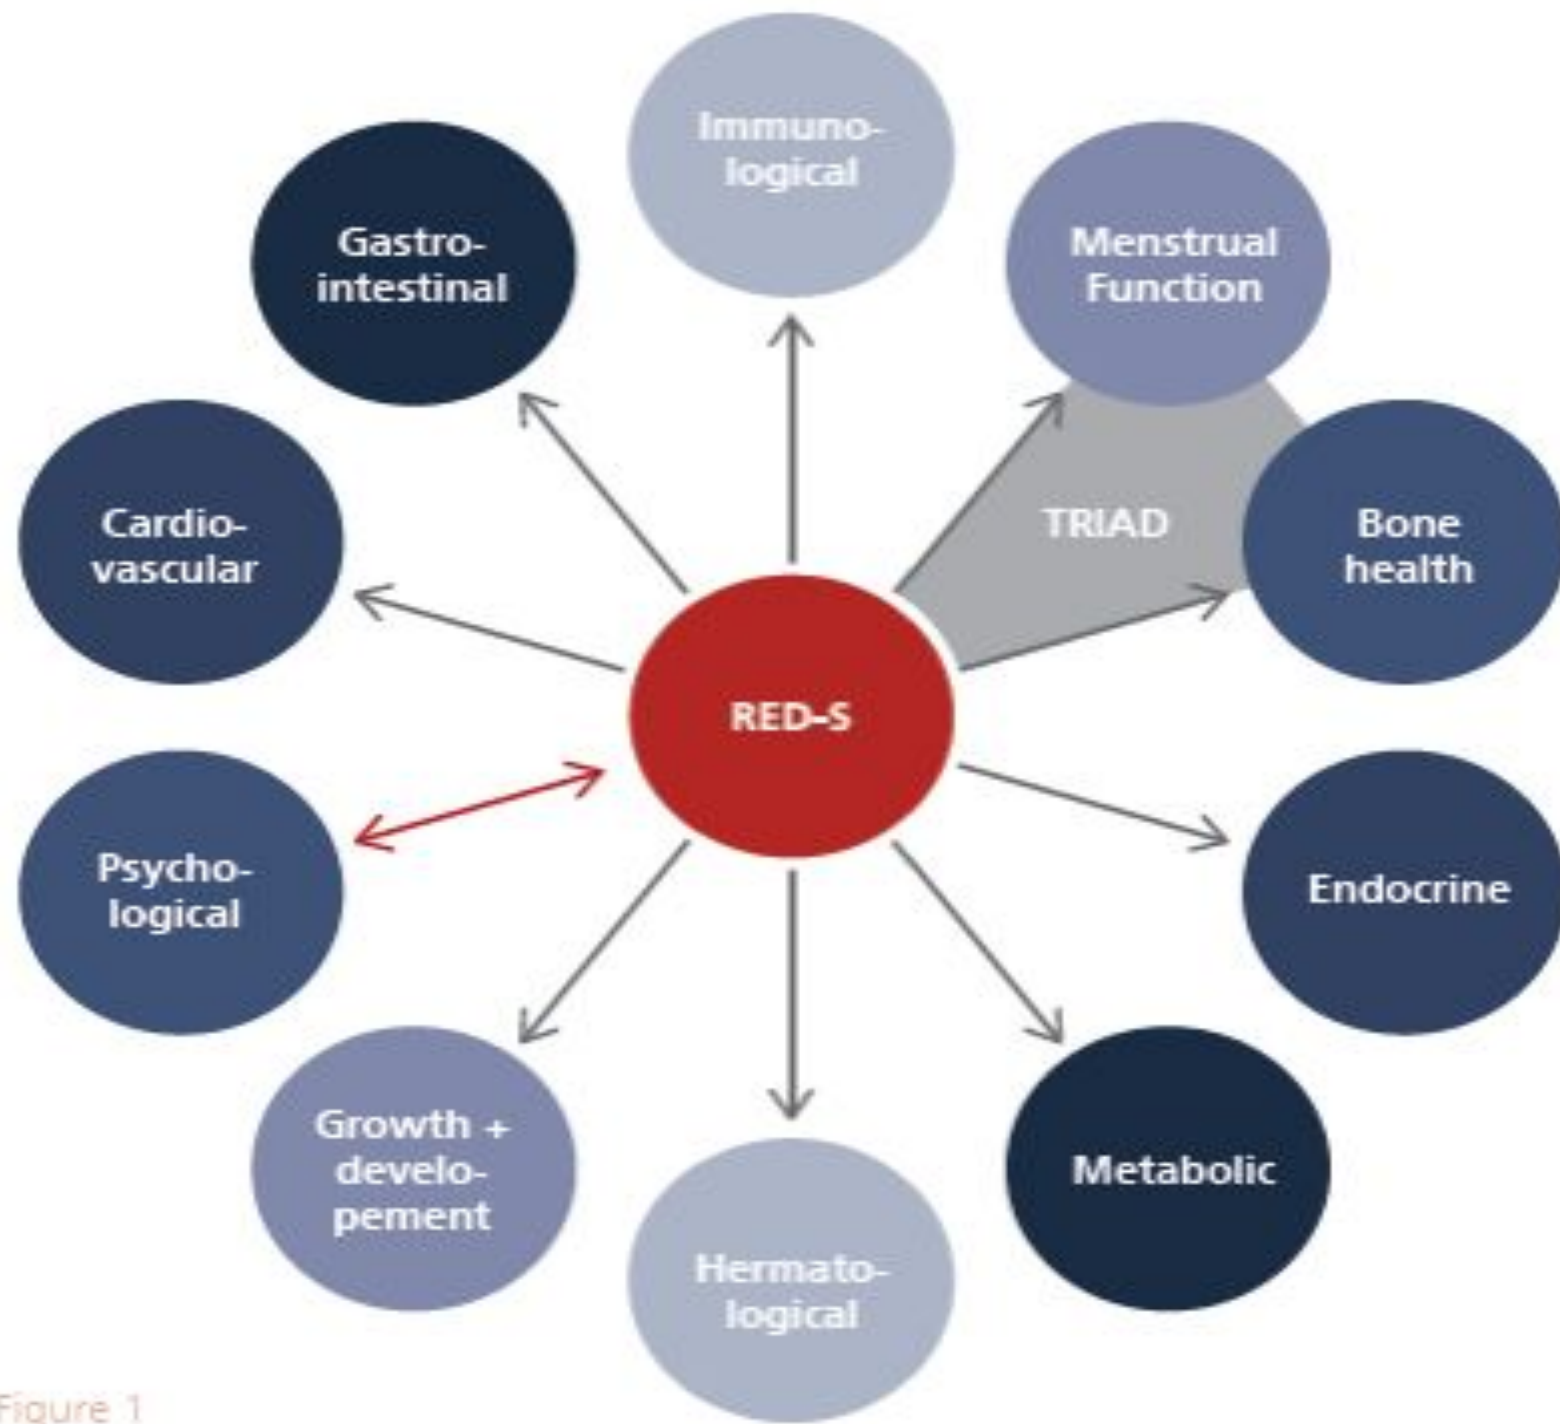 Immuno-
logical
Menstrual
Function
Gastro-
intestinal
TRIAD
Bone
health
Cardio-
vascular
RED-S
Endocrine
Psycho-
logical
Metabolic
Growth +
develo-
pement
Hermato-
logical
Figure 1